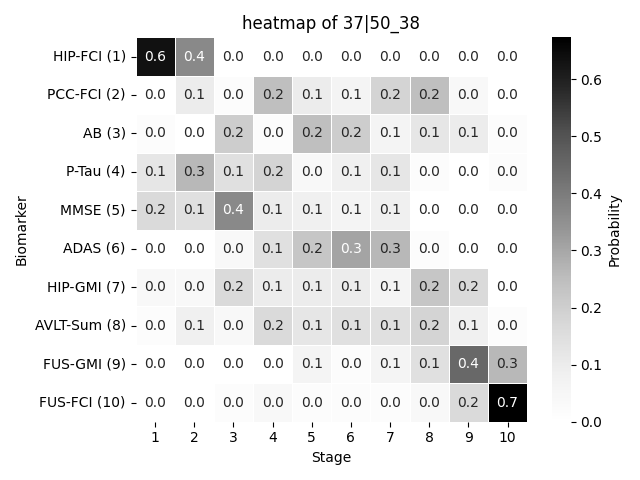 heatmap of 37|50_38
HIP-FCI (1) 0.6 0.4 0.0 0.0 0.0 0.0 0.0 0.0 0.0 0.0
PCC-FCI (2) 0.0 0.1 0.0 0.2 0.1 0.1 0.2 0.2 0.0 0.0
AB (3) 0.0 0.0 0.2 0.0 0.2 0.2 0.1 0.1 0.1 0.0
P-Tau (4) 0.1 0.3 0.1 0.2 0.0 0.1 0.1 0.0 0.0 0.0
MMSE (5) 0.2 0.1 0.4 0.1 0.1 0.1 0.1 0.0 0.0 0.0
ADAS (6) 0.0 0.0 0.0 0.1 0.2 0.3 0.3 0.0 0.0 0.0
HIP-GMI (7) 0.0 0.0 0.2 0.1 0.1 0.1 0.1 0.2 0.2 0.0
AVLT-Sum (8) 0.0 0.1 0.0 0.2 0.1 0.1 0.1 0.2 0.1 0.0
FUS-GMI (9) 0.0 0.0 0.0 0.0 0.1 0.0 0.1 0.1 0.4 0.3
FUS-FCI (10) 0.0 0.0 0.0 0.0 0.0 0.0 0.0 0.0 0.2 0.7
1 2 3 4 5 6 7 8 9 10
Stage
Biomarker
0.6
0.5
0.4
0.3
0.2
0.1
0.0
Probability